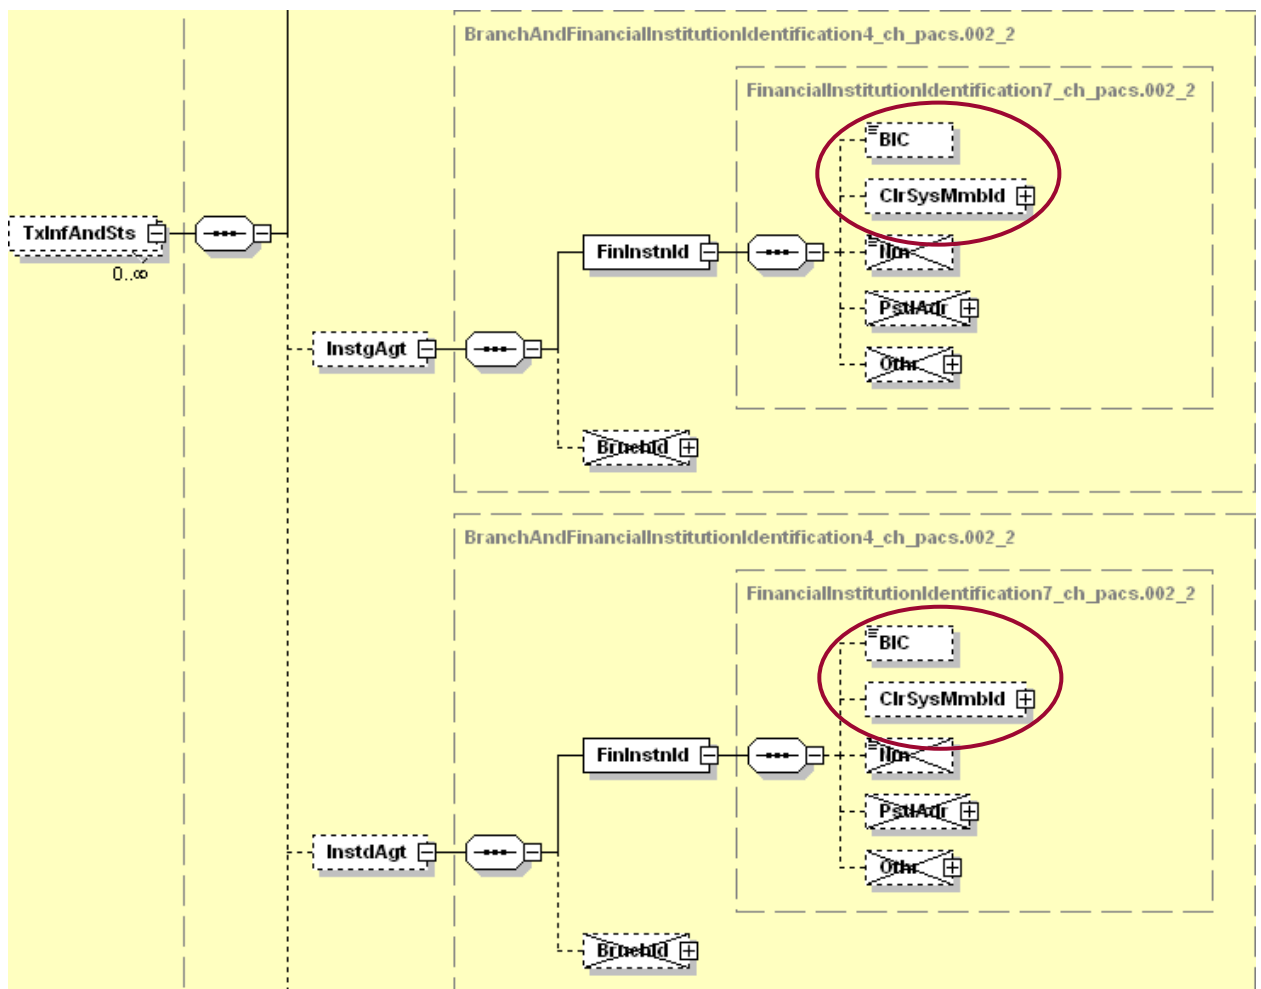 BranchAndFinancialInstitutionIdentification4_ch_pacs.002_2
FinancialInstitutionIdentification7_ch_pacs.002_2
BIC
ClrSysMmbId
TxInfAndSts
0..∞
FinInstnId
Nm
PstlAdr
InstgAgt
Othr
BrnchId
BranchAndFinancialInstitutionIdentification4_ch_pacs.002_2
FinancialInstitutionIdentification7_ch_pacs.002_2
BIC
ClrSysMmbId
FinInstnId
Nm
PstlAdr
InstdAgt
Othr
BrnchId